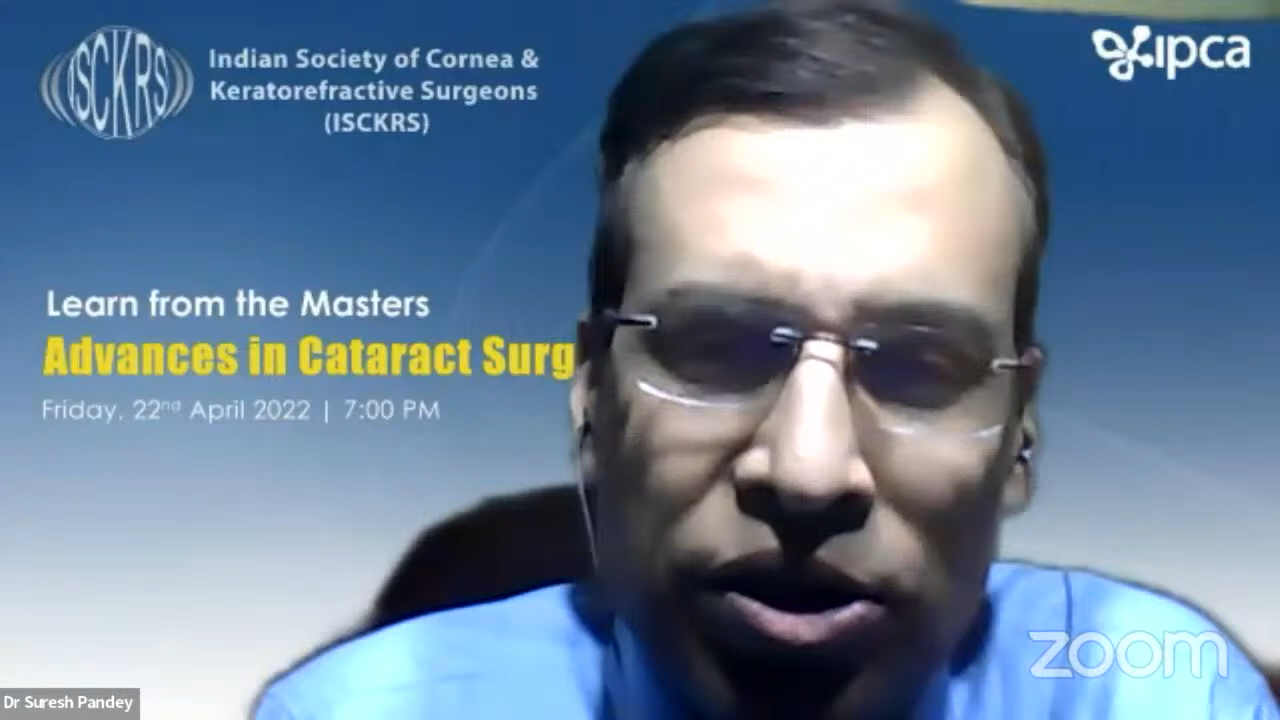 ISCKRS
Indian Society of Cornea &
Keratorefractive Surgeons
(ISCKRS)
ipca
Learn from the Masters
Advances in Cataract Surg
Friday, 22nd April 2022 | 7:00 PM
zoom
Dr Suresh Pandey